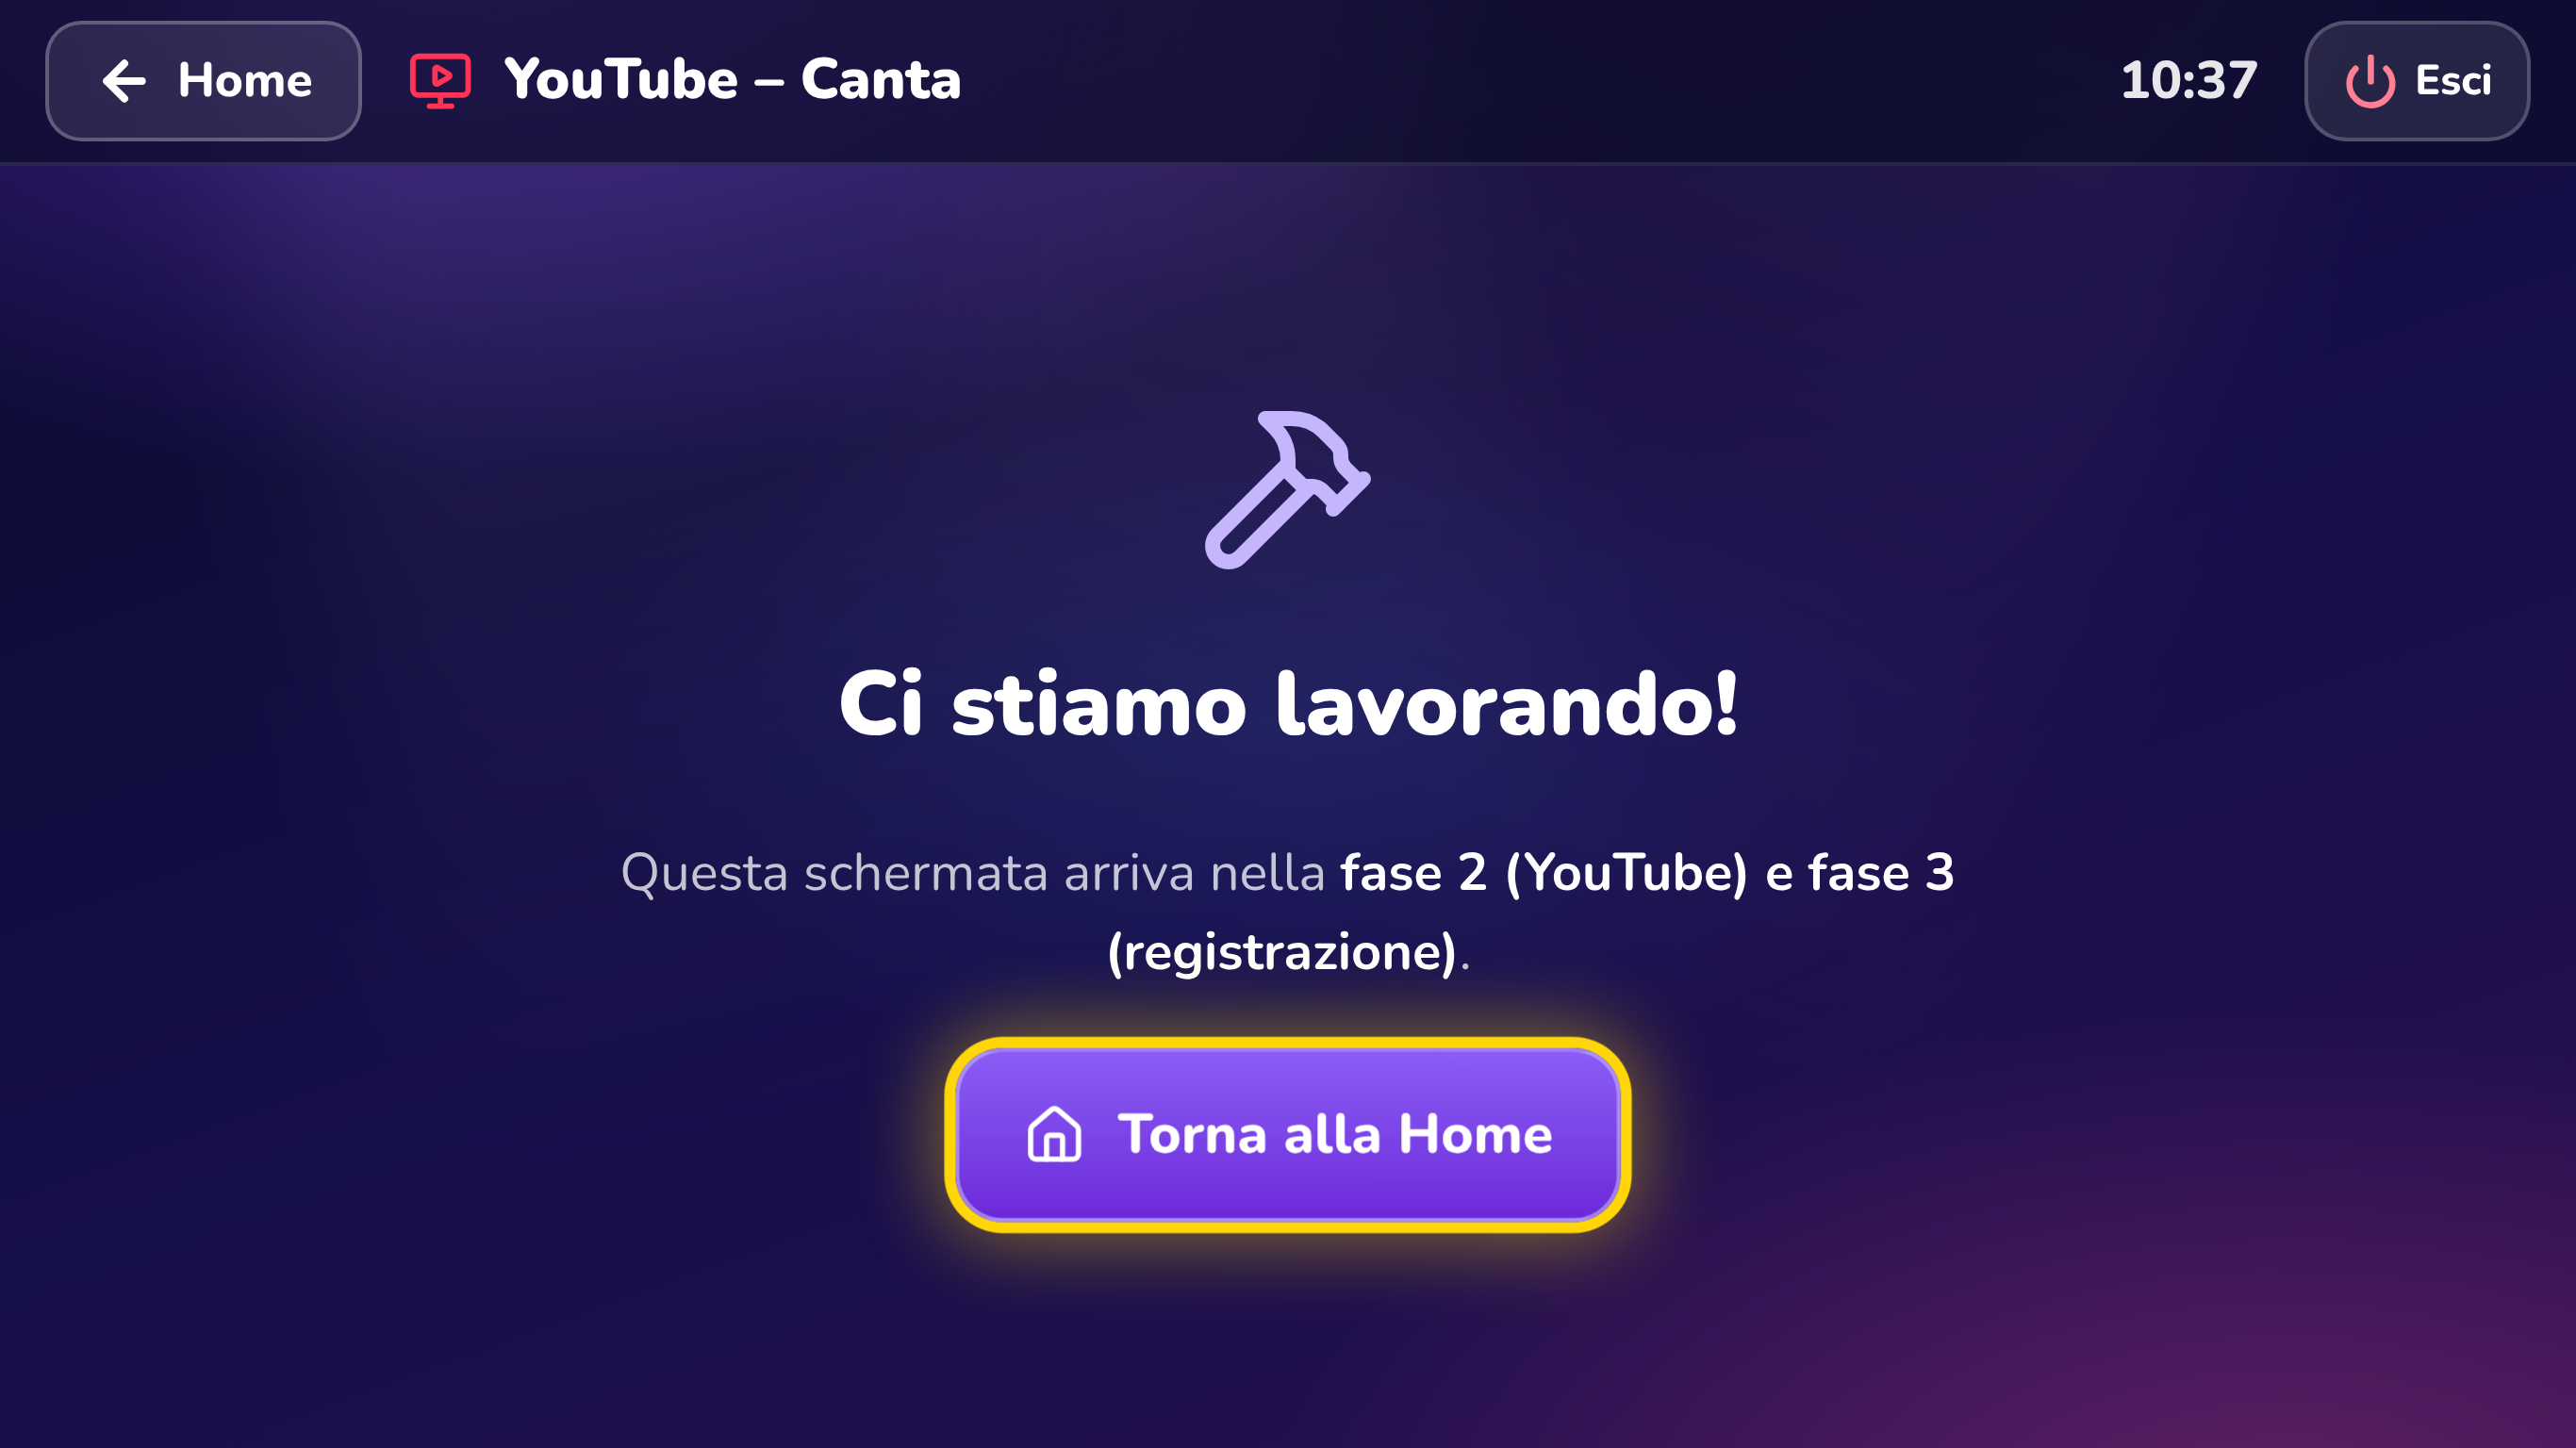 Home
YouTube – Canta
10:37
Esci
Ci stiamo lavorando!
Questa schermata arriva nella fase 2 (YouTube) e fase 3
(registrazione).
Torna alla Home